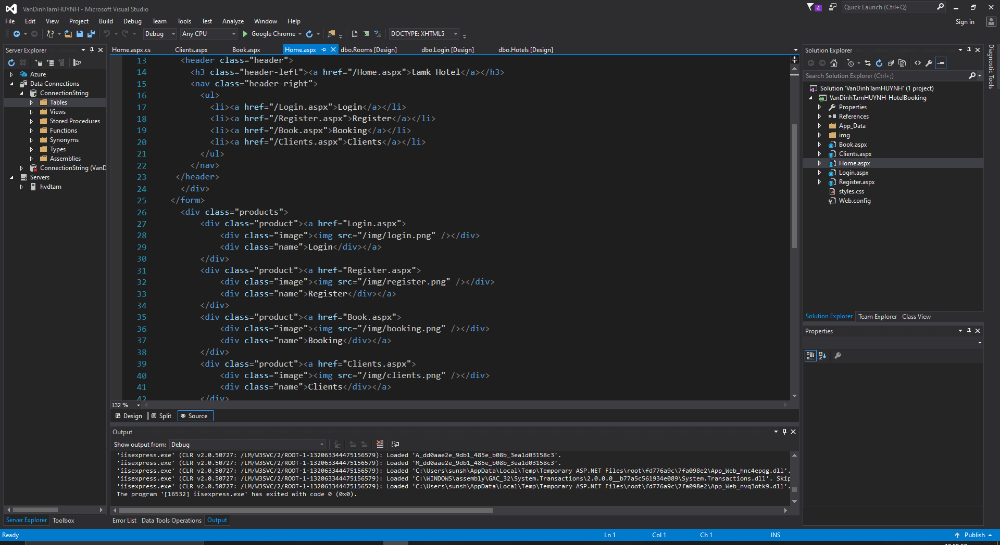 VanDinhTamHUYNH - Microsoft Visual Studio
4
Quick Launch (Ctrl+Q)
File Edit View Project Build Debug Team Tools Test Analyze Window Help
Sign in
Debug Any CPU Google Chrome DOCTYPE: XHTML5
Server Explorer
Azure
Data Connections
ConnectionString
Tables
Views
Stored Procedures
Functions
Synonyms
Types
Assemblies
ConnectionString (VanD
Servers
hvdtam
Server Explorer Toolbox
Home.aspx.cs Clients.aspx Book.aspx Home.aspx dbo.Rooms [Design] dbo.Login [Design] dbo.Hotels [Design]
13 <header class="header">
14 <h3 class="header-left"><a href="/Home.aspx">tamk Hotel</a></h3>
15 <nav class="header-right">
16 <ul>
17 <li><a href="/Login.aspx">Login</a></li>
18 <li><a href="/Register.aspx">Register</a></li>
19 <li><a href="/Book.aspx">Booking</a></li>
20 <li><a href="/Clients.aspx">Clients</a></li>
21 </ul>
22 </nav>
23 </header>
24 </div>
25 </form>
26 <div class="products">
27 <div class="product"><a href="Login.aspx">
28 <div class="image"><img src="/img/login.png" /></div>
29 <div class="name">Login</div></a>
30 </div>
31 <div class="product"><a href="Register.aspx">
32 <div class="image"><img src="/img/register.png" /></div>
33 <div class="name">Register</div></a>
34 </div>
35 <div class="product"><a href="Book.aspx">
36 <div class="image"><img src="/img/booking.png" /></div>
37 <div class="name">Booking</div></a>
38 </div>
39 <div class="product"><a href="Clients.aspx">
40 <div class="image"><img src="/img/clients.png" /></div>
41 <div class="name">Clients</div></a>
42 </div>
132 %
Design Split Source
Output
Show output from: Debug
'iisexpress.exe' (CLR v2.0.50727: /LM/W3SVC/2/ROOT-1-132063344475156579): Loaded 'A_dd0aae2e_9db1_485e_b08b_3ea1d03158c3'.
'iisexpress.exe' (CLR v2.0.50727: /LM/W3SVC/2/ROOT-1-132063344475156579): Loaded 'M_dd0aae2e_9db1_485e_b08b_3ea1d03158c3'.
'iisexpress.exe' (CLR v2.0.50727: /LM/W3SVC/2/ROOT-1-132063344475156579): Loaded 'C:\Users\sunsh\AppData\Local\Temp\Temporary ASP.NET Files\root\fd776a9c\7fa098e2\App_Web_hnc4epqg.dll'.
'iisexpress.exe' (CLR v2.0.50727: /LM/W3SVC/2/ROOT-1-132063344475156579): Loaded 'C:\WINDOWS\assembly\GAC_32\System.Transactions\2.0.0.0__b77a5c561934e089\System.Transactions.dll'. Skip
'iisexpress.exe' (CLR v2.0.50727: /LM/W3SVC/2/ROOT-1-132063344475156579): Loaded 'C:\Users\sunsh\AppData\Local\Temp\Temporary ASP.NET Files\root\fd776a9c\7fa098e2\App_Web_nvq3otk9.dll'.
The program '[16532] iisexpress.exe' has exited with code 0 (0x0).
Error List Data Tools Operations Output
Solution Explorer
Search Solution Explorer (Ctrl+;)
Solution 'VanDinhTamHUYNH' (1 project)
VanDinhTamHUYNH-HotelBooking
Properties
References
App_Data
img
Book.aspx
Clients.aspx
Home.aspx
Login.aspx
Register.aspx
styles.css
Web.config
Solution Explorer Team Explorer Class View
Properties
Diagnostic Tools
Ready Ln 1 Col 1 Ch 1 INS Publish